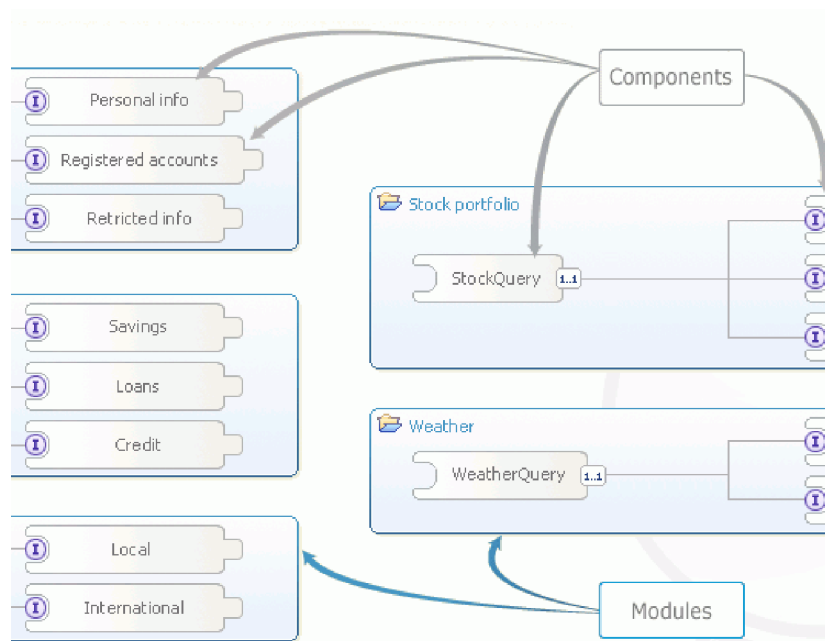 Components
Personal info
Registered accounts
Retricted info
Stock portfolio
StockQuery
1..1
Savings
Loans
Credit
Weather
WeatherQuery
1..1
Local
International
Modules
I
I
I
I
I
I
I
I
I
I
I
I
I